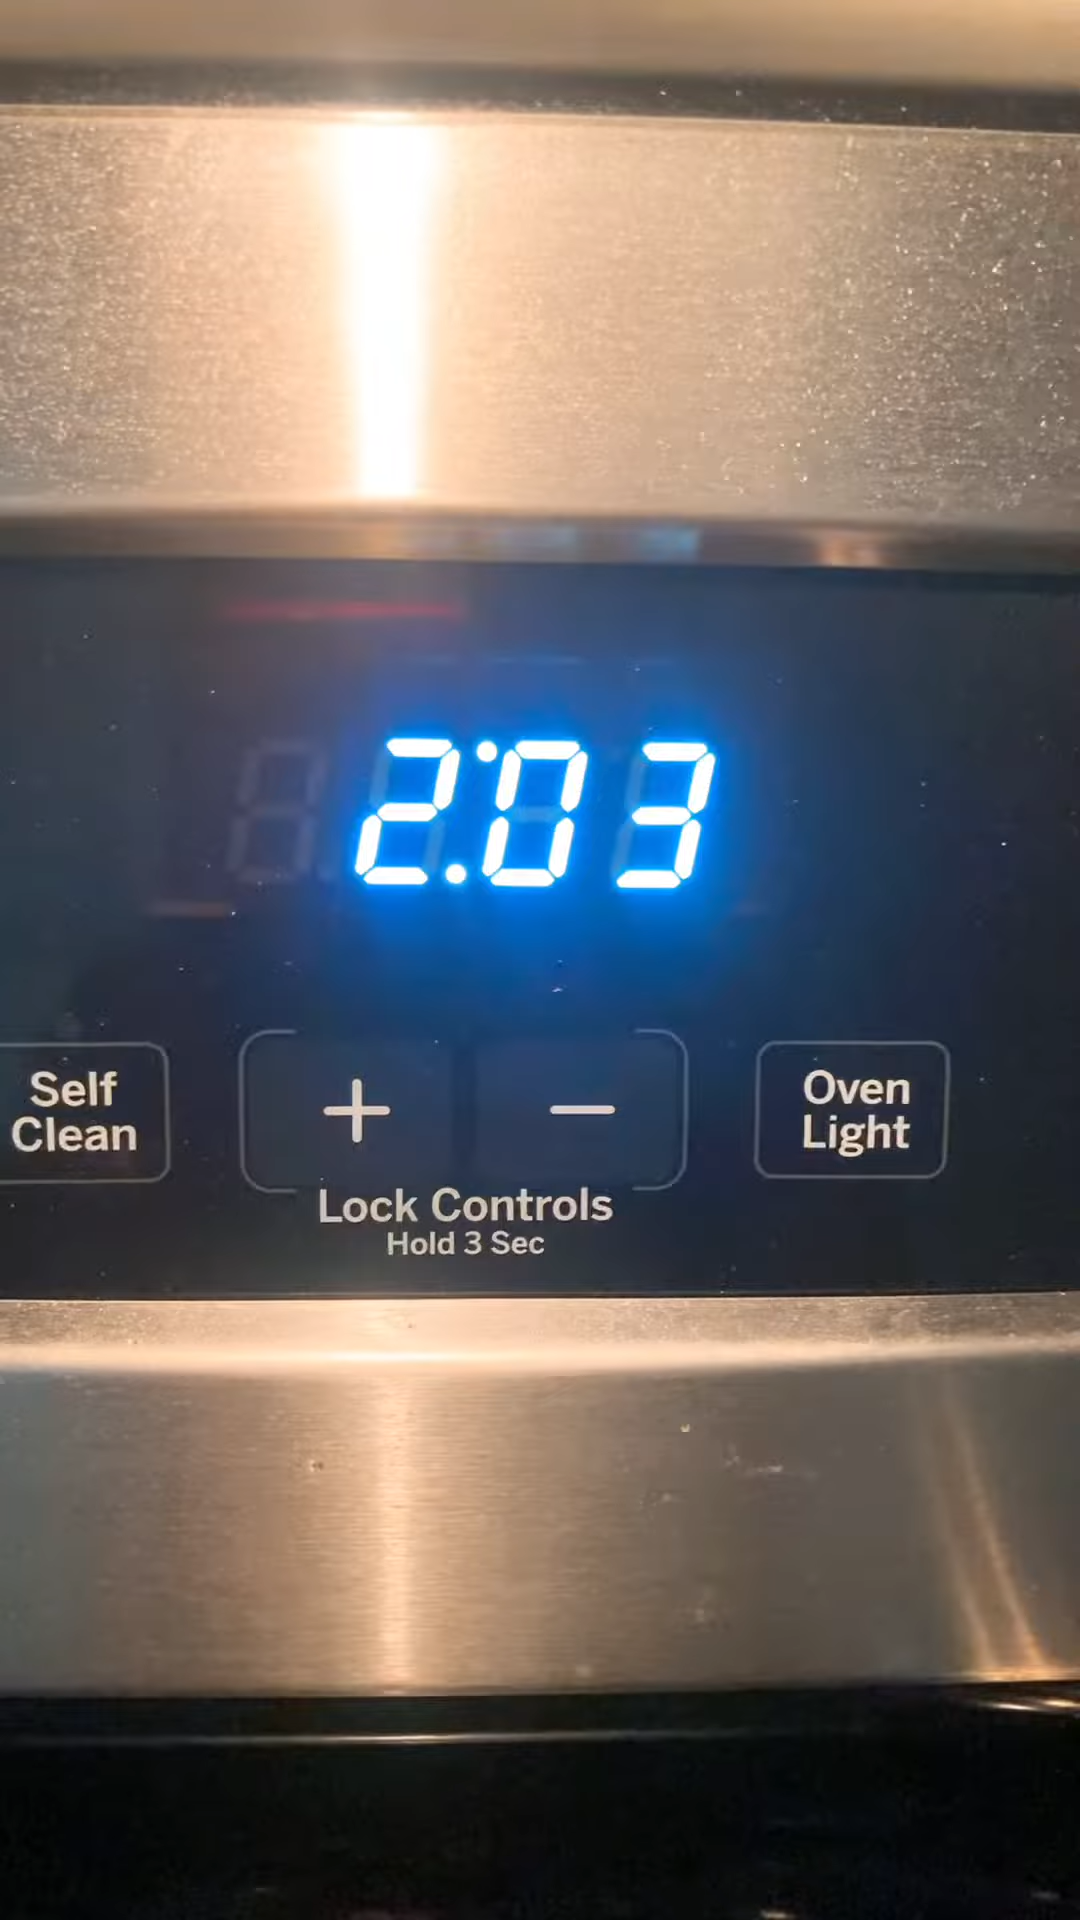 2:03
Self
Clean
+
−
Oven
Light
Lock Controls
Hold 3 Sec